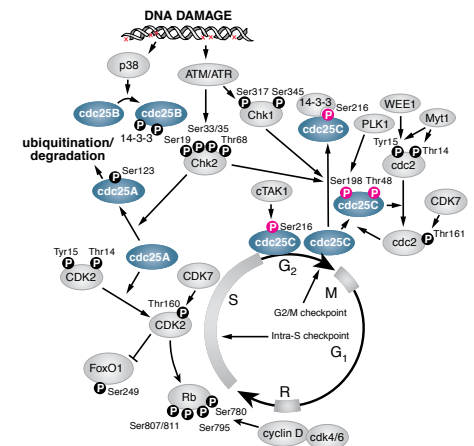 DNA DAMAGE
p38
ATM/ATR
cdc25B
cdc25B
P
P
14-3-3
Ser33/35
Ser19
Thr68
P
P
P
P
Chk2
Ser317
Ser345
P
P
Chk1
14-3-3
Ser216
P
cdc25C
PLK1
WEE1
Myt1
Tyr15
Thr14
P
P
cdc2
ubiquitination/
degradation
Ser123
P
cdc25A
cTAK1
Ser198
Thr48
P
P
cdc25C
CDK7
P
Ser216
cdc25C
cdc25C
cdc2
P
Thr161
Tyr15
Thr14
P
P
CDK2
cdc25A
CDK7
Thr160
P
CDK2
G2
S
M
G2/M checkpoint
Intra-S checkpoint
G1
R
FoxO1
P
Ser249
Rb
P
P
P
P
Ser780
Ser807/811
Ser795
cyclin D
cdk4/6